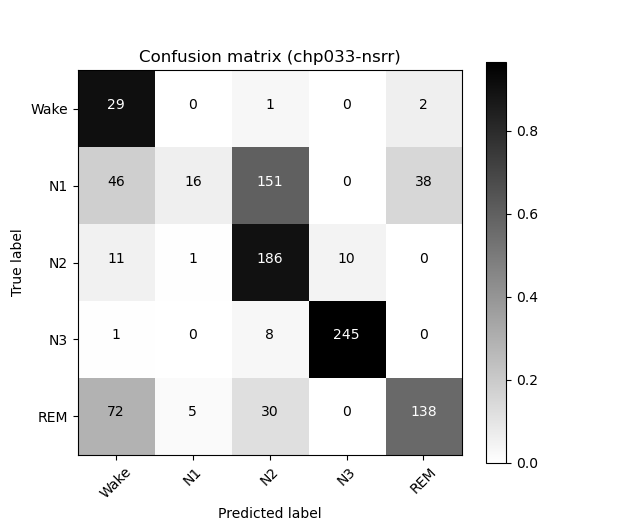 Confusion matrix (chp033-nsrr)
Wake 29 0 1 0 2
N1 46 16 151 0 38
N2 11 1 186 10 0
N3 1 0 8 245 0
REM 72 5 30 0 138
Wake N1 N2 N3 REM
Predicted label
True label
0.8
0.6
0.4
0.2
0.0